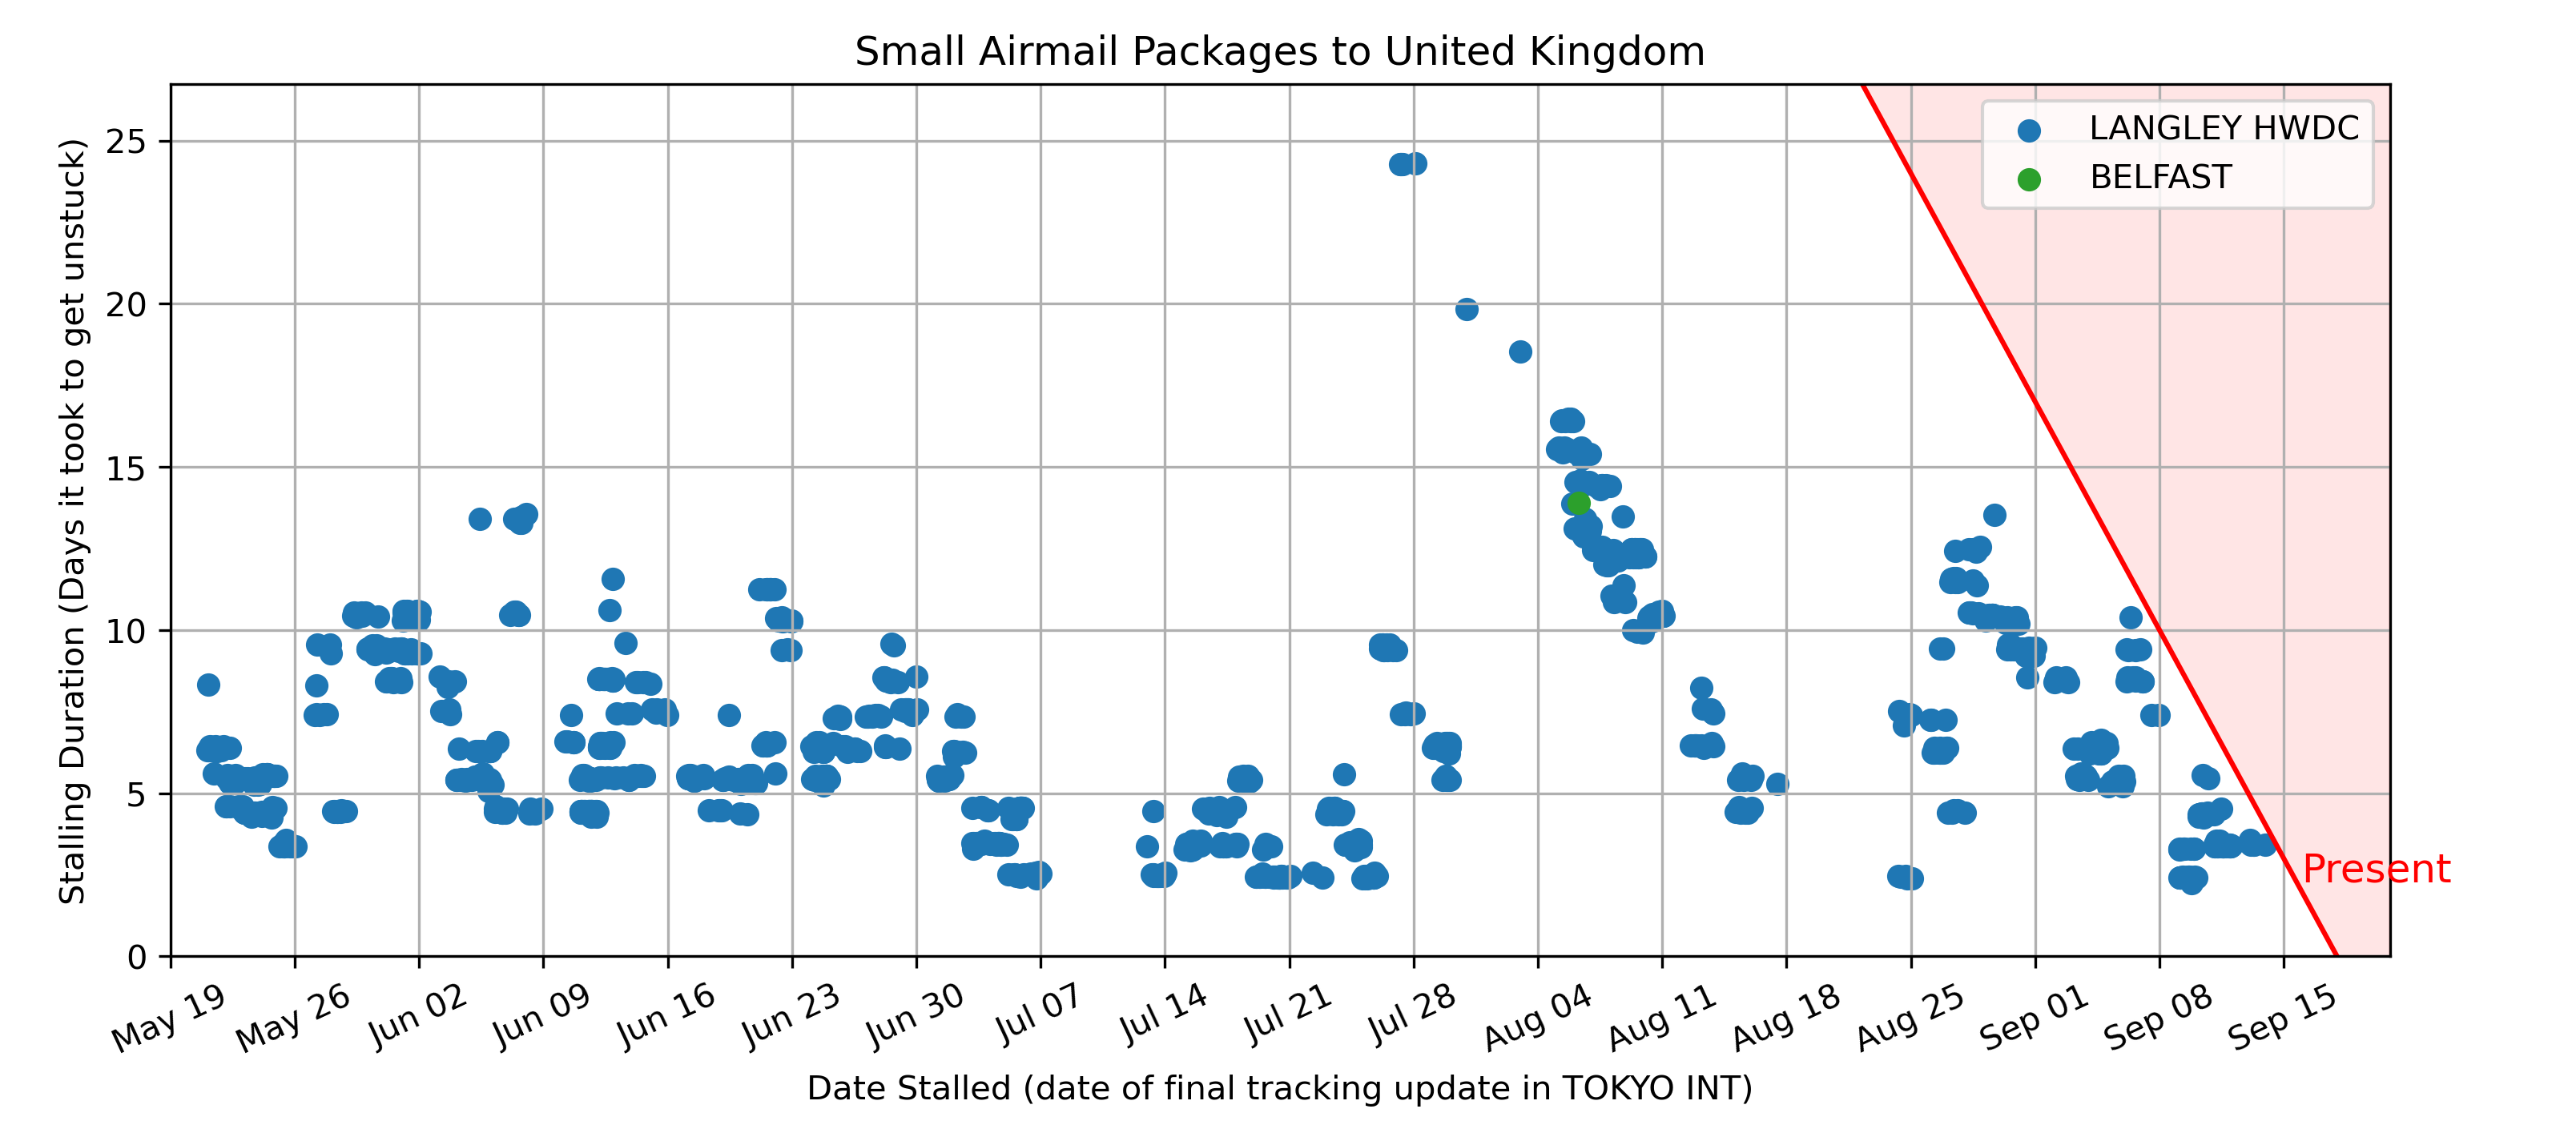 Small Airmail Packages to United Kingdom
Stalling Duration (Days it took to get unstuck)
25
20
15
10
5
0
LANGLEY HWDC
BELFAST
Present
May 19
May 26
Jun 02
Jun 09
Jun 16
Jun 23
Jun 30
Jul 07
Jul 14
Jul 21
Jul 28
Aug 04
Aug 11
Aug 18
Aug 25
Sep 01
Sep 08
Sep 15
Date Stalled (date of final tracking update in TOKYO INT)